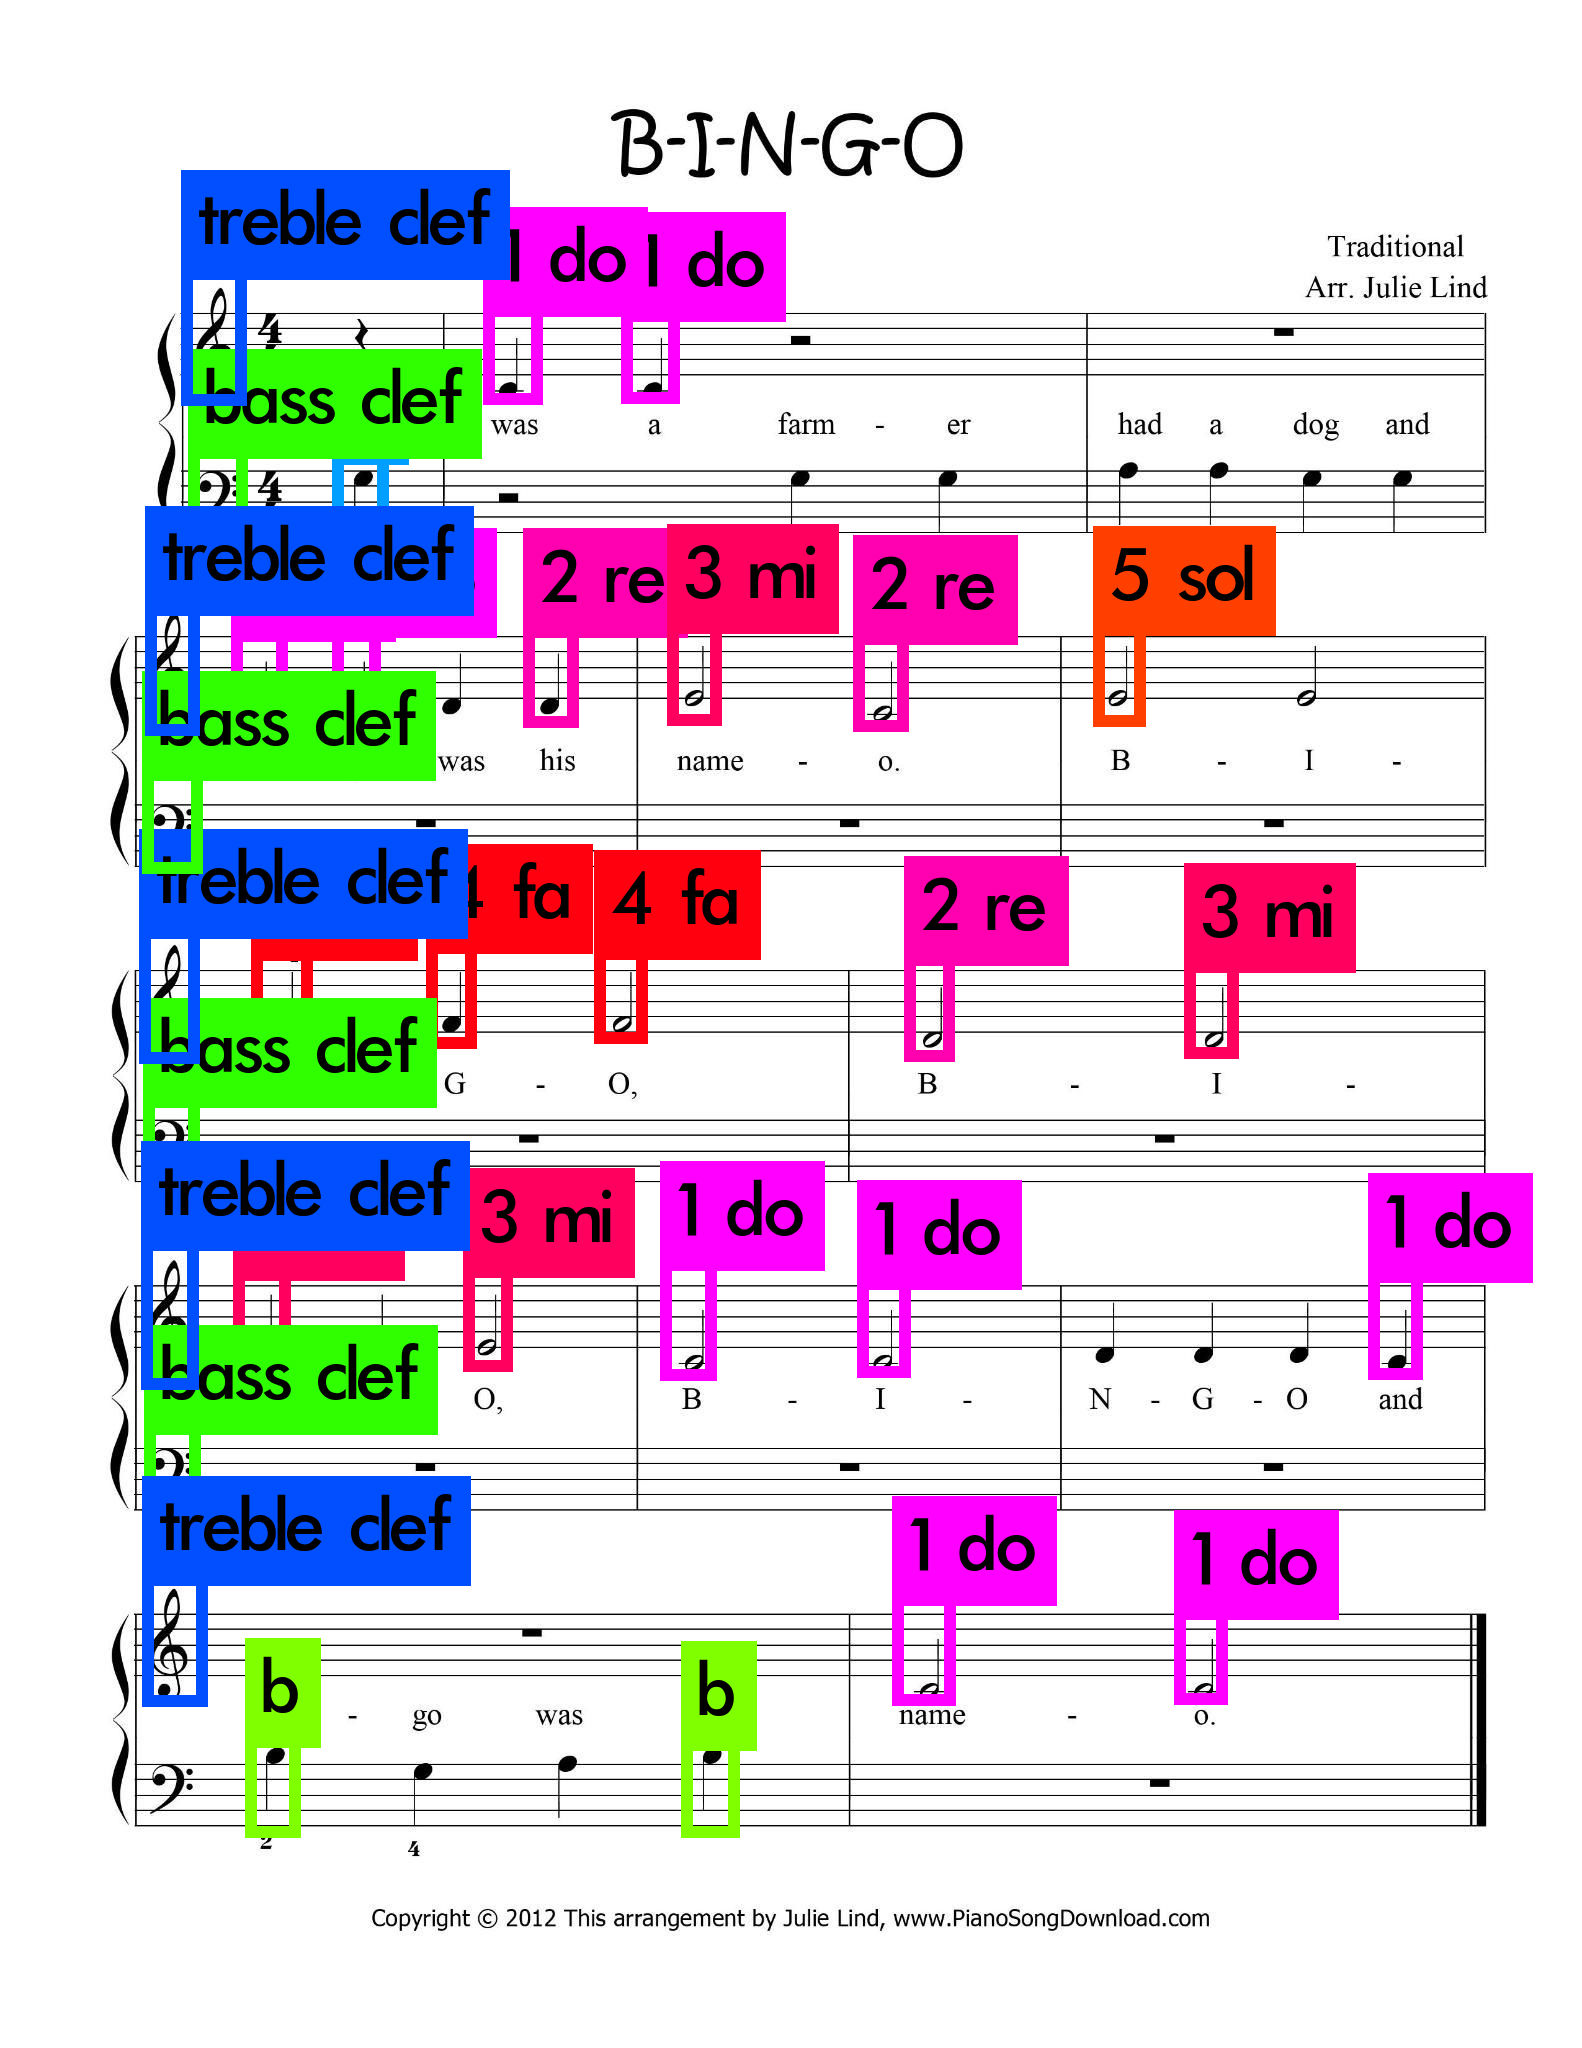 B-I-N-G-O
Traditional
Arr. Julie Lind
treble clef
1 do
1 do
4
bass clef
was a farm - er had a dog and
4
4
treble clef
2 re
3 mi
2 re
5 sol
bass clef
was his name - o. B - I -
treble clef
4 fa
4 fa
2 re
3 mi
bass clef
G - O, B - I -
treble clef
3 mi
1 do
1 do
1 do
bass clef
O, B - I - N - G - O and
treble clef
1 do
1 do
b
b
- go was name - o.
2 4
Copyright © 2012 This arrangement by Julie Lind, www.PianoSongDownload.com